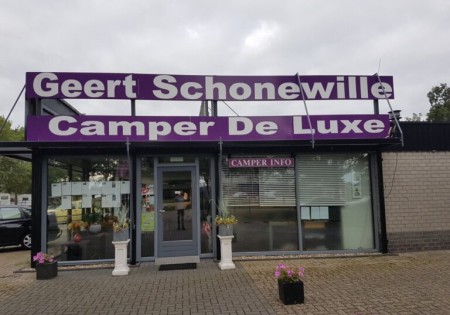 Geert Schonewille
Camper De Luxe
CAMPER INFO